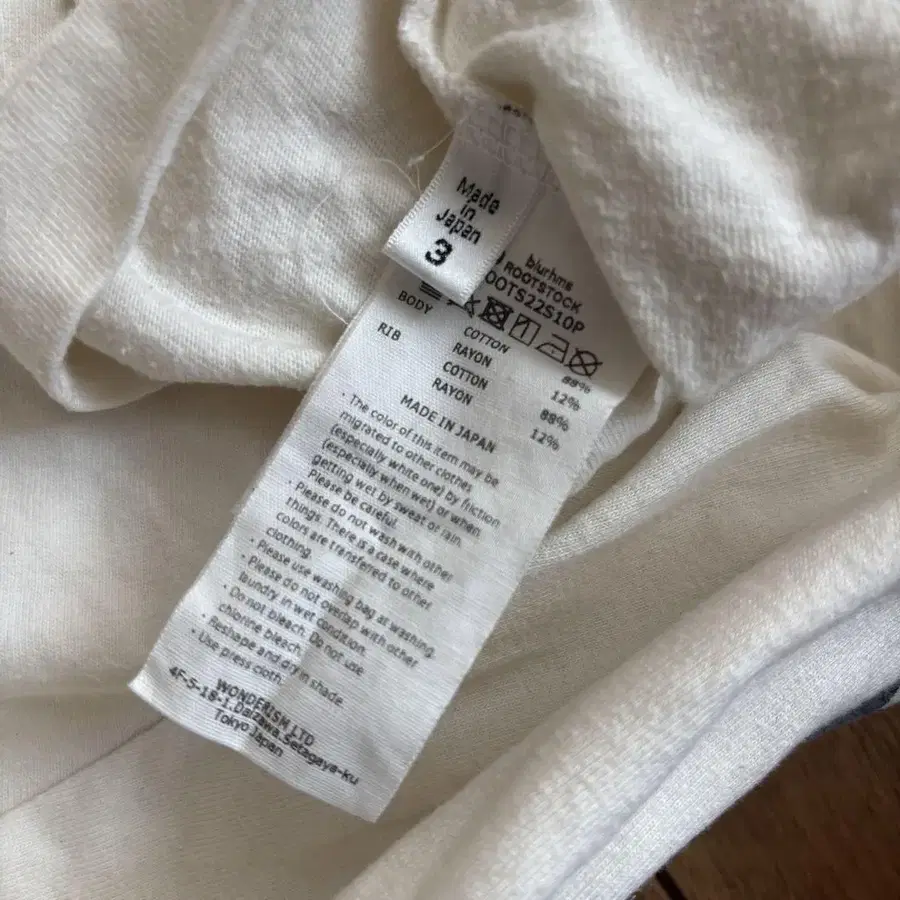 Made
in
Japan
3
blurhms
ROOTSTOCK
OOTS22S10P
BODY COTTON 88%
RAYON 12%
RIB COTTON 88%
RAYON 12%
MADE IN JAPAN
· The color of this item may be
migrated to other clothes
(especially white one) by friction
(especially when wet) or when
getting wet by sweat or rain.
Please be careful.
· Please do not wash with other
things. There is a case where
colors are transferred to other
clothing.
· Please use washing bag at washing.
· Please do not overlap with other
laundry in wet condition.
· Do not bleach. Do not use
chlorine bleach.
· Reshape and dry in shade.
· Use press cloth.
WONDERISM LTD
4F-5-18-1,Daizawa,Setagaya-ku
Tokyo Japan